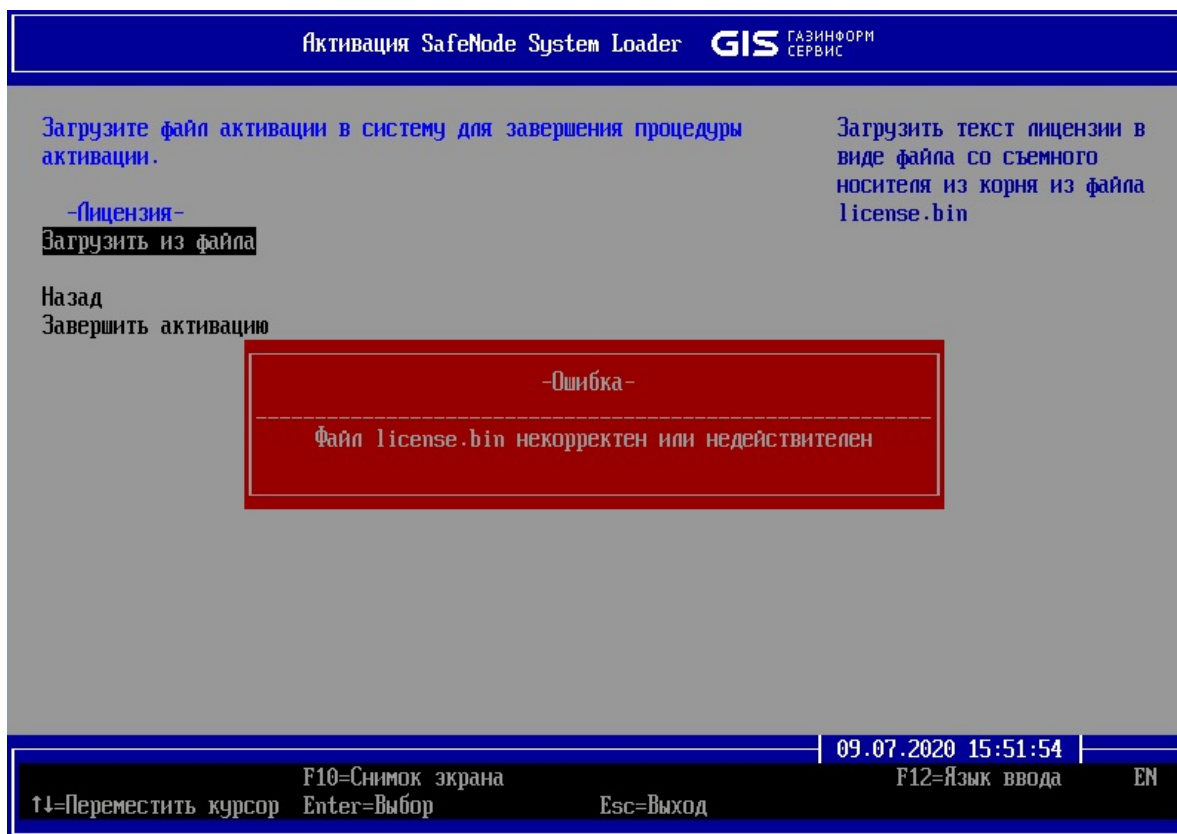 Активация SafeNode System Loader GIS ГАЗИНФОРМ
СЕРВИС
Загрузите файл активации в систему для завершения процедуры
активации.
-Лицензия-
Загрузить из файла
Назад
Завершить активацию
Загрузить текст лицензии в
виде файла со съемного
носителя из корня из файла
license.bin
-Ошибка-
Файл license.bin некорректен или недействителен
09.07.2020 15:51:54
F10=Снимок экрана F12=Язык ввода EN
↑↓=Переместить курсор Enter=Выбор Esc=Выход